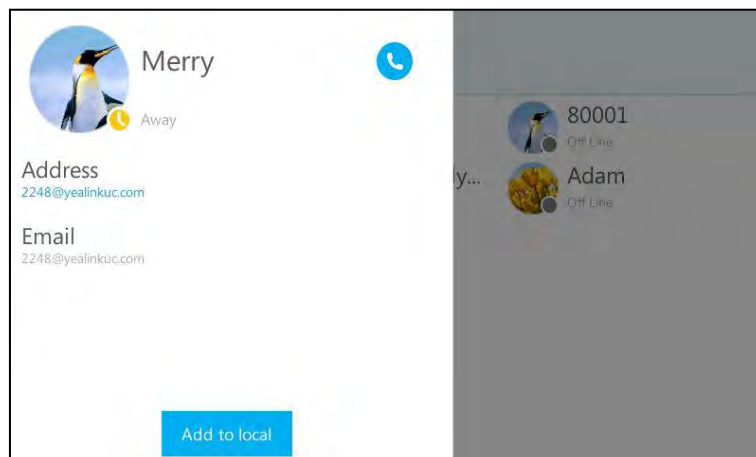 Merry
Away
Address
2248@yealinkuc.com
Email
2248@yealinkuc.com
Add to local
ly...
80001
Off Line
Adam
Off Line